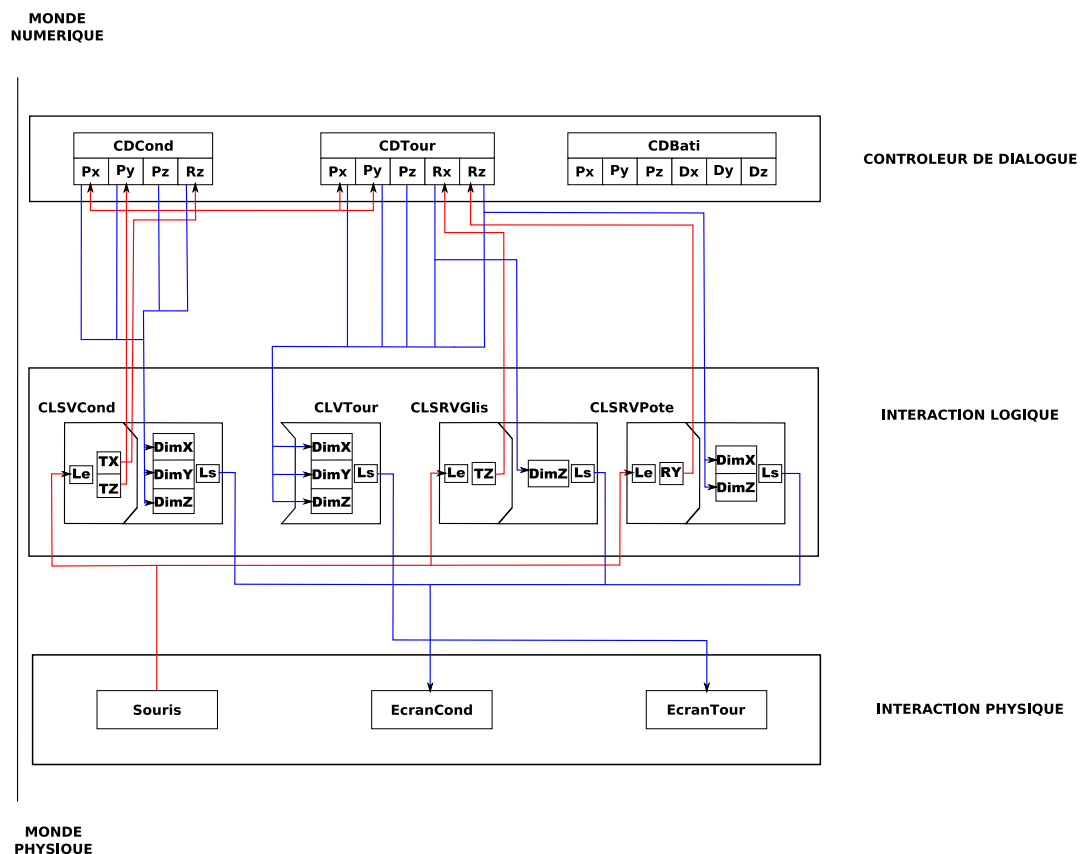 MONDE
NUMERIQUE
CDCond
Px Py Pz Rz
CDTour
Px Py Pz Rx Rz
CDBati
Px Py Pz Dx Dy Dz
CONTROLEUR DE DIALOGUE
CLSVCond
Le
TX
TZ
DimX
DimY
DimZ
Ls
CLVTour
DimX
DimY
DimZ
Ls
CLSRVGlis
Le TZ DimZ Ls
CLSRVPote
Le RY
DimX
DimZ
Ls
INTERACTION LOGIQUE
Souris
EcranCond
EcranTour
INTERACTION PHYSIQUE
MONDE
PHYSIQUE